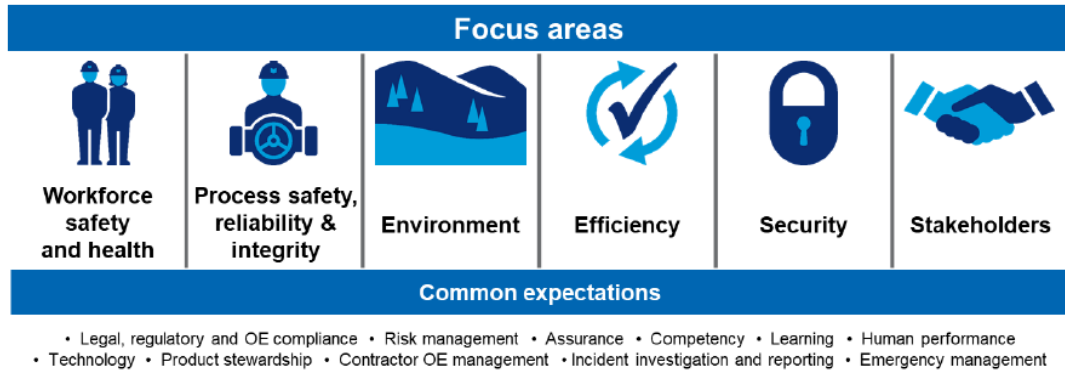 Focus areas
Workforce
safety
and health
Process safety,
reliability &
integrity
Environment
Efficiency
Security
Stakeholders
Common expectations
• Legal, regulatory and OE compliance • Risk management • Assurance • Competency • Learning • Human performance
• Technology • Product stewardship • Contractor OE management • Incident investigation and reporting • Emergency management